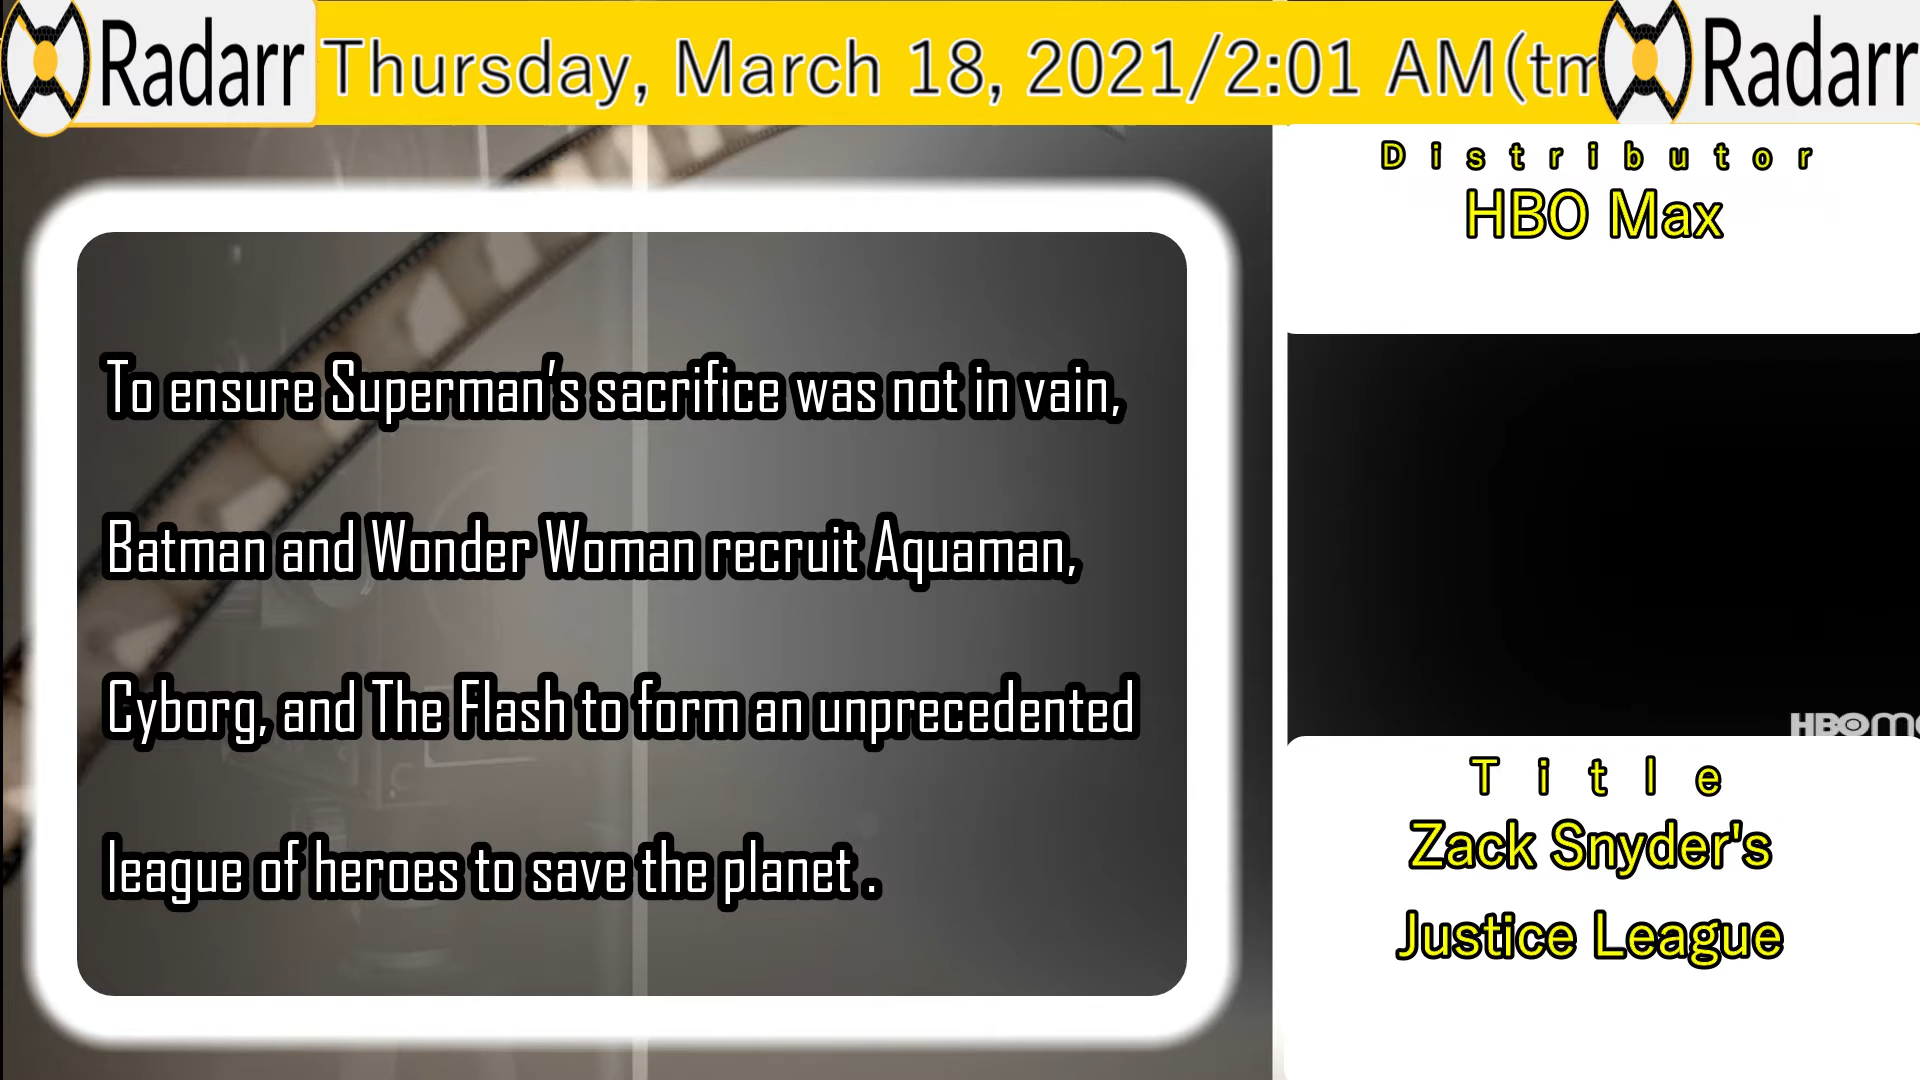 Radarr
Thursday, March 18, 2021/2:01 AM(tm
Radarr
To ensure Superman’s sacrifice was not in vain,
Batman and Wonder Woman recruit Aquaman,
Cyborg, and The Flash to form an unprecedented
league of heroes to save the planet .
Distributor
HBO Max
HBOm
Title
Zack Snyder's
Justice League